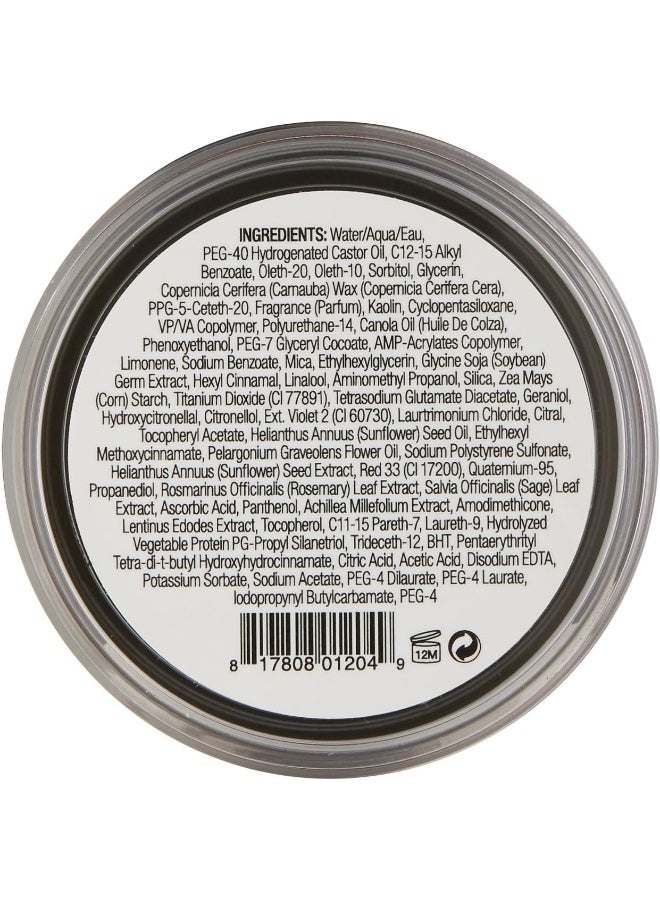 INGREDIENTS: Water/Aqua/Eau,
PEG-40 Hydrogenated Castor Oil, C12-15 Alkyl
Benzoate, Oleth-20, Oleth-10, Sorbitol, Glycerin,
Copernicia Cerifera (Carnauba) Wax (Copernicia Cerifera Cera),
PPG-5-Ceteth-20, Fragrance (Parfum), Kaolin, Cyclopentasiloxane,
VP/VA Copolymer, Polyurethane-14, Canola Oil (Huile De Colza),
Phenoxyethanol, PEG-7 Glyceryl Cocoate, AMP-Acrylates Copolymer,
Limonene, Sodium Benzoate, Mica, Ethylhexylglycerin, Glycine Soja (Soybean)
Germ Extract, Hexyl Cinnamal, Linalool, Aminomethyl Propanol, Silica, Zea Mays
(Corn) Starch, Titanium Dioxide (CI 77891), Tetrasodium Glutamate Diacetate, Geraniol,
Hydroxycitronellal, Citronellol, Ext. Violet 2 (CI 60730), Laurtrimonium Chloride, Citral,
Tocopheryl Acetate, Helianthus Annuus (Sunflower) Seed Oil, Ethylhexyl
Methoxycinnamate, Pelargonium Graveolens Flower Oil, Sodium Polystyrene Sulfonate,
Helianthus Annuus (Sunflower) Seed Extract, Red 33 (CI 17200), Quaternium-95,
Propanediol, Rosmarinus Officinalis (Rosemary) Leaf Extract, Salvia Officinalis (Sage) Leaf
Extract, Ascorbic Acid, Panthenol, Achillea Millefolium Extract, Amodimethicone,
Lentinus Edodes Extract, Tocopherol, C11-15 Pareth-7, Laureth-9, Hydrolyzed
Vegetable Protein PG-Propyl Silanetriol, Trideceth-12, BHT, Pentaerythrityl
Tetra-di-t-butyl Hydroxyhydrocinnamate, Citric Acid, Acetic Acid, Disodium EDTA,
Potassium Sorbate, Sodium Acetate, PEG-4 Dilaurate, PEG-4 Laurate,
Iodopropynyl Butylcarbamate, PEG-4
8 17808 01204 9
12M